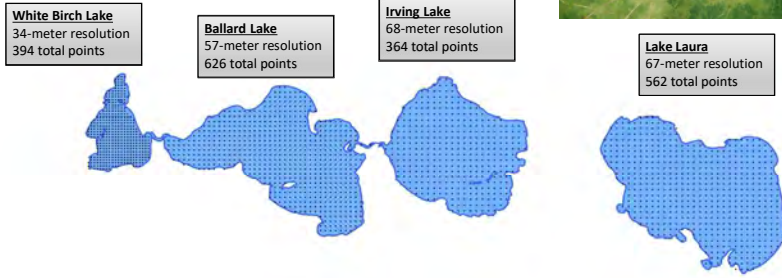 White Birch Lake
34-meter resolution
394 total points
Ballard Lake
57-meter resolution
626 total points
Irving Lake
68-meter resolution
364 total points
Lake Laura
67-meter resolution
562 total points